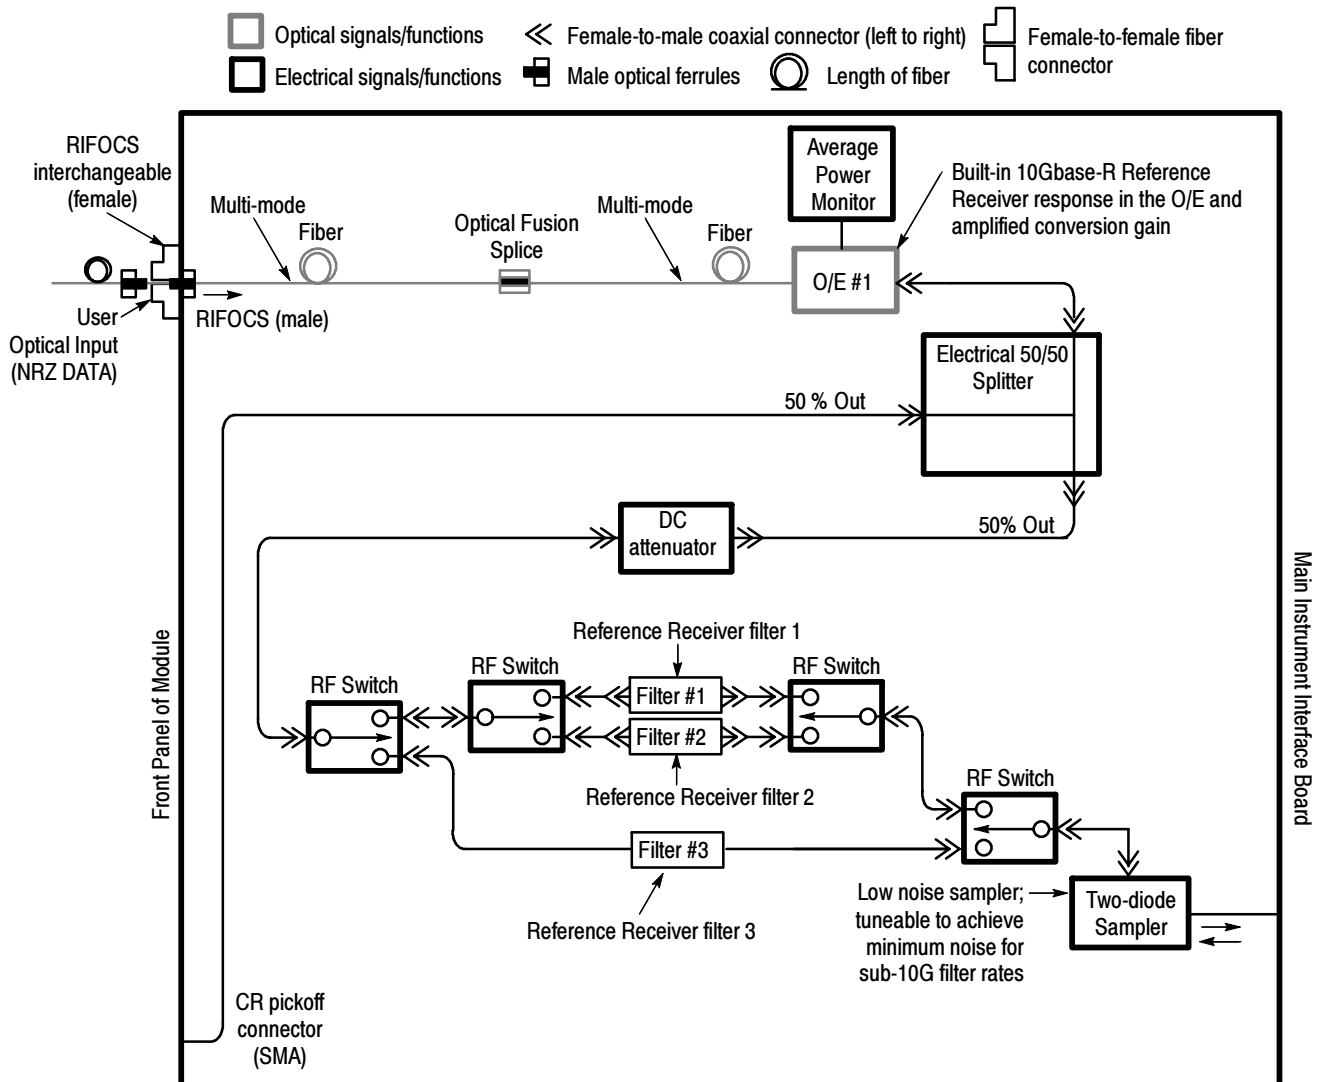 Optical signals/functions
Female-to-male coaxial connector (left to right)
Female-to-female fiber
connector
Electrical signals/functions
Male optical ferrules
Length of fiber
RIFOCS
interchangeable
(female)
Multi-mode
Fiber
Optical Fusion
Splice
Multi-mode
Fiber
Average
Power
Monitor
Built-in 10Gbase-R Reference
Receiver response in the O/E and
amplified conversion gain
O/E #1
User
Optical Input
(NRZ DATA)
RIFOCS (male)
Electrical 50/50
Splitter
50 % Out
DC
attenuator
50% Out
Front Panel of Module
Main Instrument Interface Board
Reference Receiver filter 1
RF Switch
RF Switch
RF Switch
Filter #1
Filter #2
Reference Receiver filter 2
RF Switch
Filter #3
Reference Receiver filter 3
Low noise sampler;
tuneable to achieve
minimum noise for
sub-10G filter rates
Two-diode
Sampler
CR pickoff
connector
(SMA)